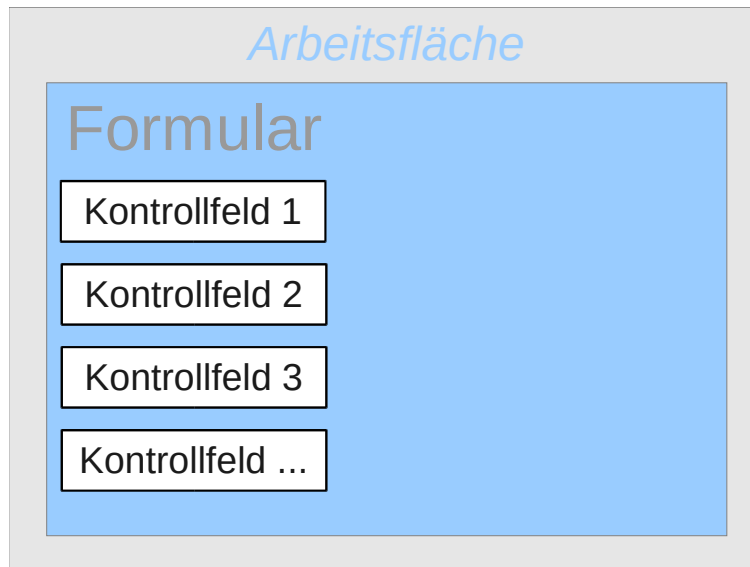 Arbeitsfläche
Formular
Kontrollfeld 1
Kontrollfeld 2
Kontrollfeld 3
Kontrollfeld ...